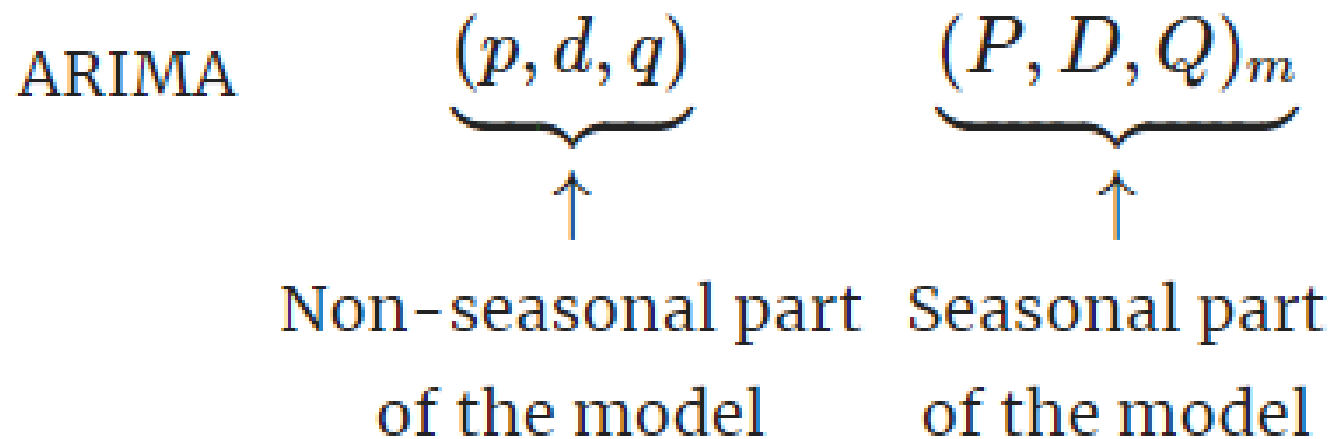 ARIMA (p, d, q) (P, D, Q)m
↑ ↑
Non-seasonal part Seasonal part
of the model of the model